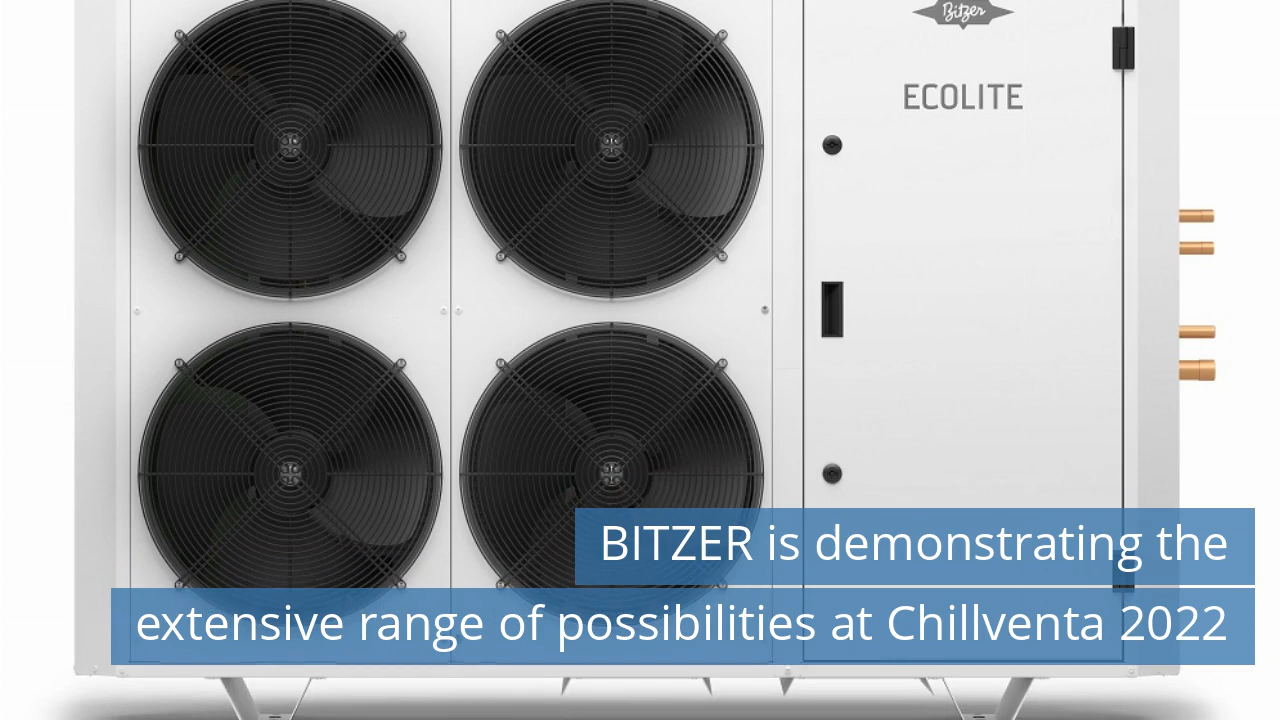 Bitzer
ECOLITE
BITZER is demonstrating the
extensive range of possibilities at Chillventa 2022